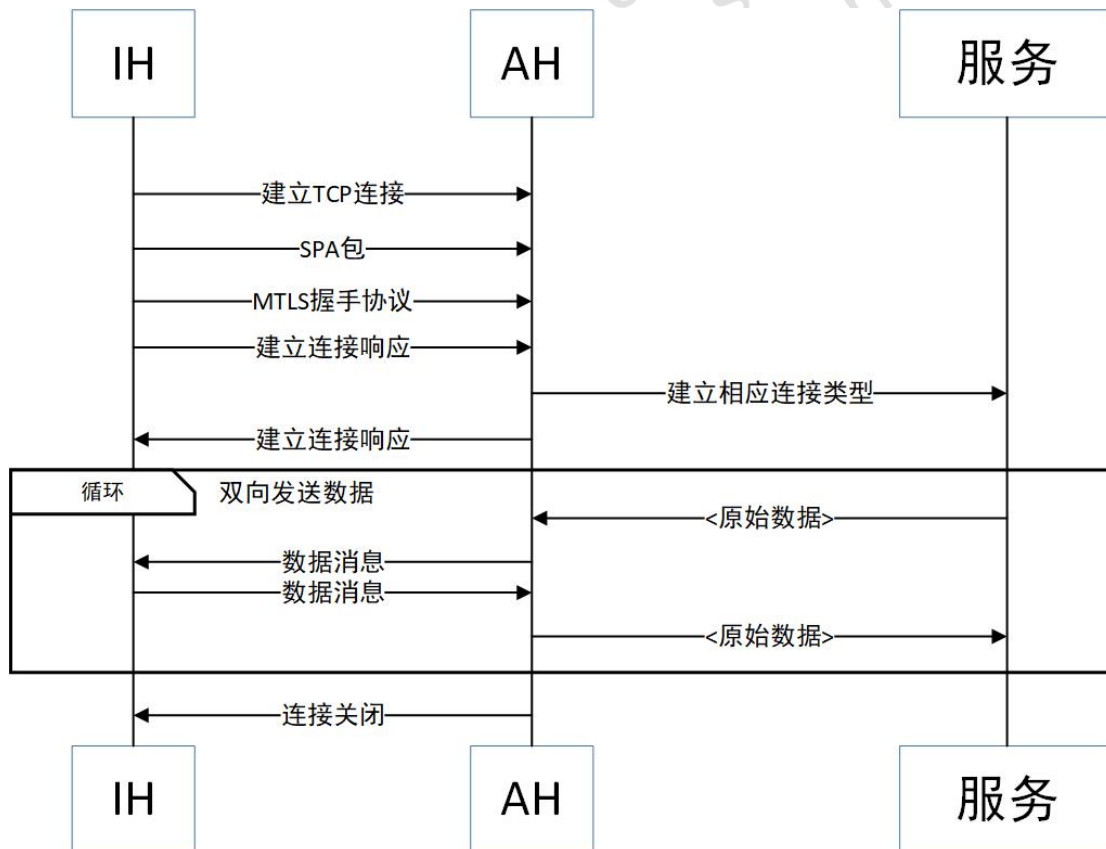 IH
AH
服务
建立TCP连接
SPA包
MTLS握手协议
建立连接响应
建立相应连接类型
建立连接响应
循环
双向发送数据
<原始数据>
数据消息
数据消息
<原始数据>
连接关闭
IH
AH
服务